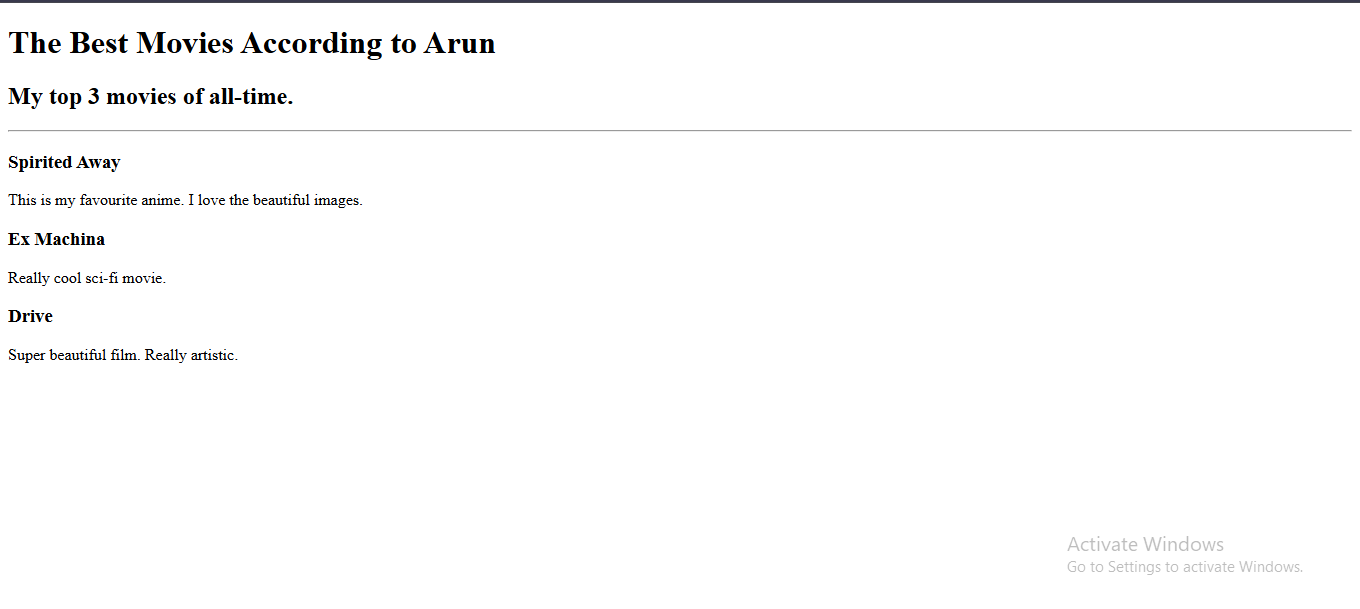 The Best Movies According to Arun
My top 3 movies of all-time.
Spirited Away
This is my favourite anime. I love the beautiful images.
Ex Machina
Really cool sci-fi movie.
Drive
Super beautiful film. Really artistic.
Activate Windows
Go to Settings to activate Windows.